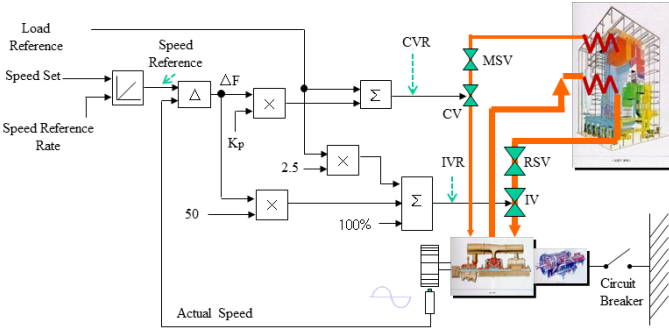 Load
Reference
Speed
Reference
CVR
MSV
Speed Set
ΔF
Δ
×
Σ
CV
Kp
Speed Reference
Rate
2.5
×
IVR
RSV
50
×
Σ
IV
100%
Circuit
Breaker
Actual Speed